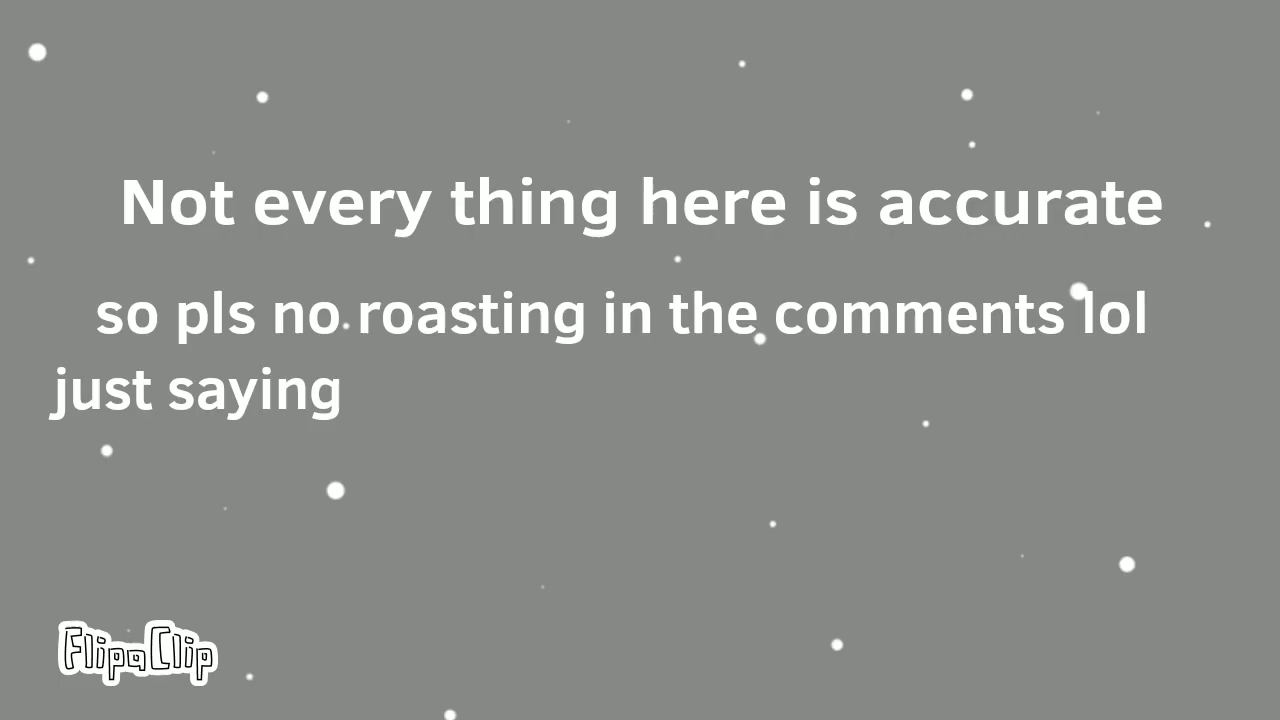 Not every thing here is accurate
so pls no roasting in the comments lol
just saying
FlipaClip